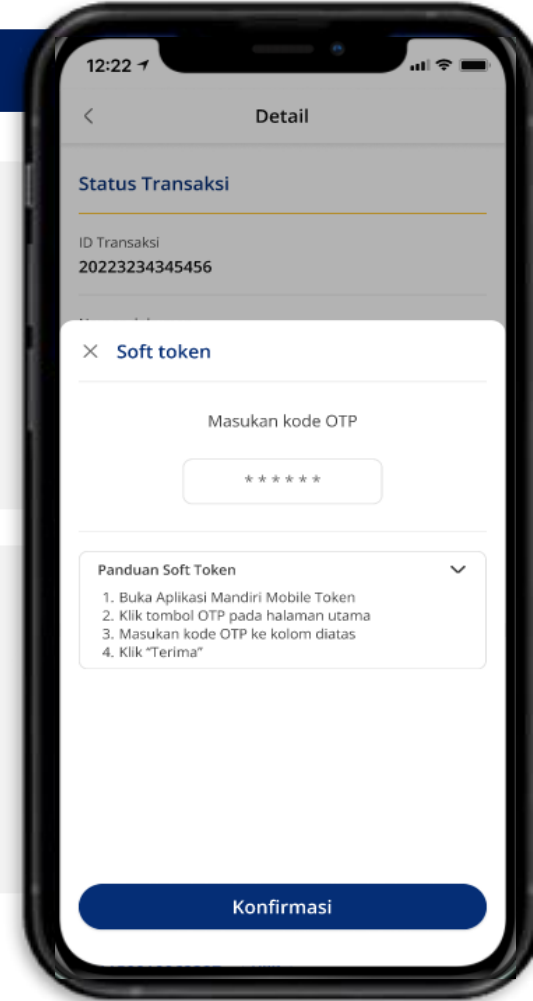 12:22
Detail
Status Transaksi
ID Transaksi
20223234345456
Soft token
Masukan kode OTP
******
Panduan Soft Token
1. Buka Aplikasi Mandiri Mobile Token
2. Klik tombol OTP pada halaman utama
3. Masukan kode OTP ke kolom diatas
4. Klik “Terima”
Konfirmasi